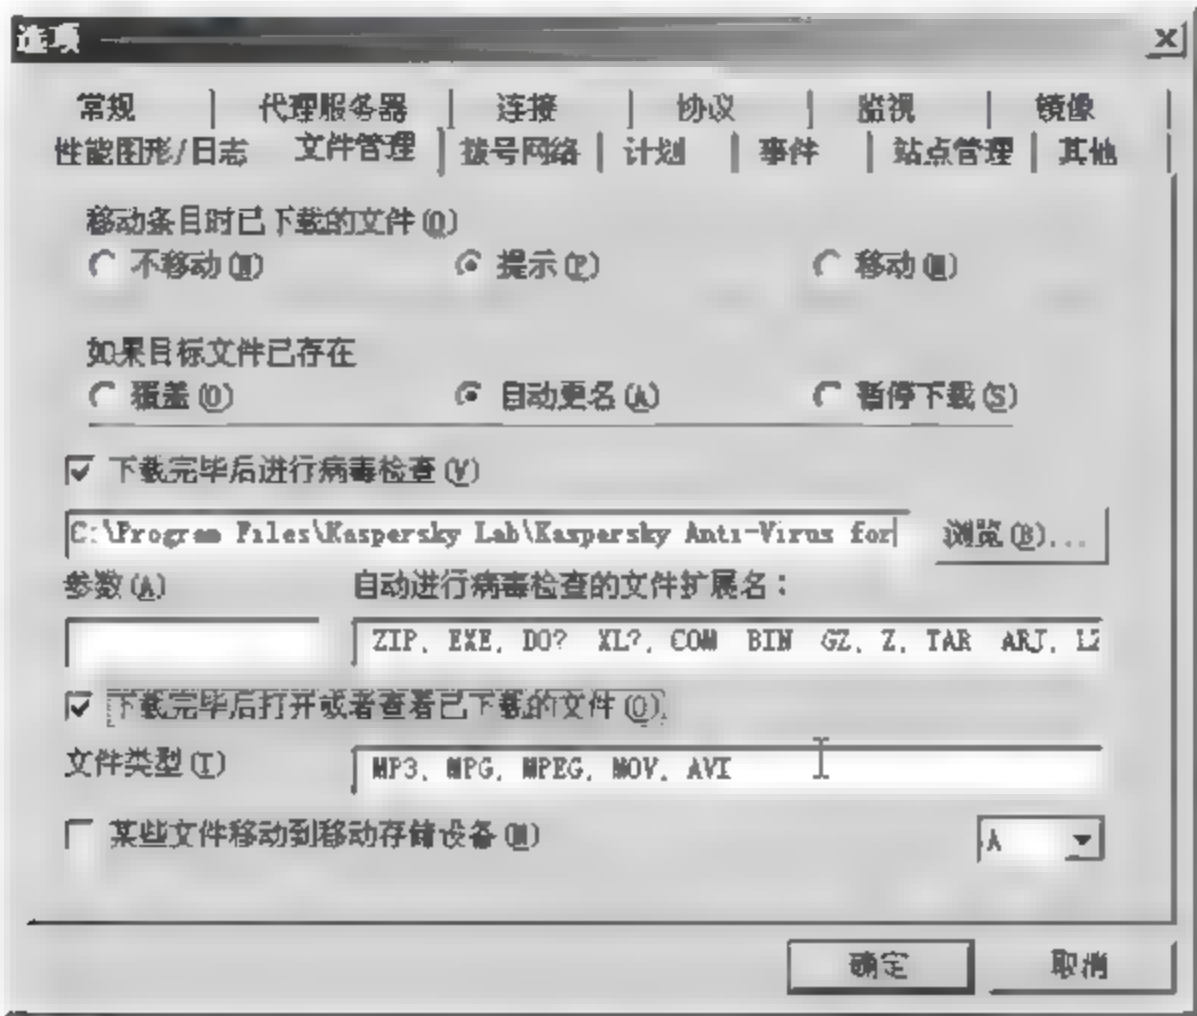 选项
常规 代理服务器 连接 协议 监视 镜像
性能图形/日志 文件管理 拨号网络 计划 事件 站点管理 其他
移动条目时已下载的文件(O)
不移动(N) 提示(P) 移动(M)
如果目标文件已存在
覆盖(O) 自动更名(A) 暂停下载(S)
下载完毕后进行病毒检查(V)
C:\Program Files\Kaspersky Lab\Kaspersky Anti-Virus for 浏览(B)...
参数(A) 自动进行病毒检查的文件扩展名：
ZIP, EXE, DO? XL?, COM BIN GZ, Z, TAR ARJ, LZ
下载完毕后打开或者查看已下载的文件(O)
文件类型(T) MP3, MPG, MPEG, MOV, AVI
某些文件移动到移动存储设备(M) A
确定 取消